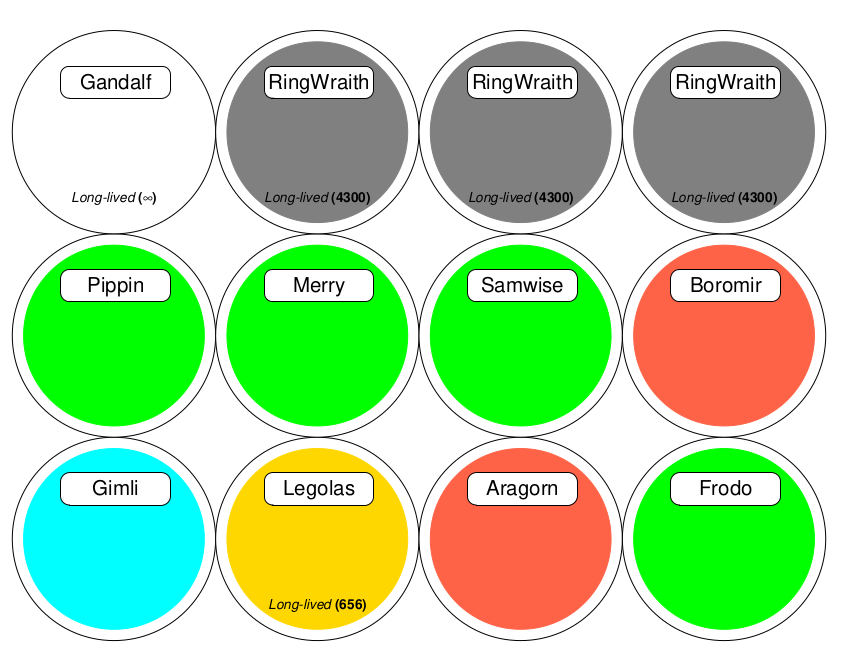 Gandalf
RingWraith
RingWraith
RingWraith
Long-lived (∞)
Long-lived (4300)
Long-lived (4300)
Long-lived (4300)
Pippin
Merry
Samwise
Boromir
Gimli
Legolas
Aragorn
Frodo
Long-lived (656)